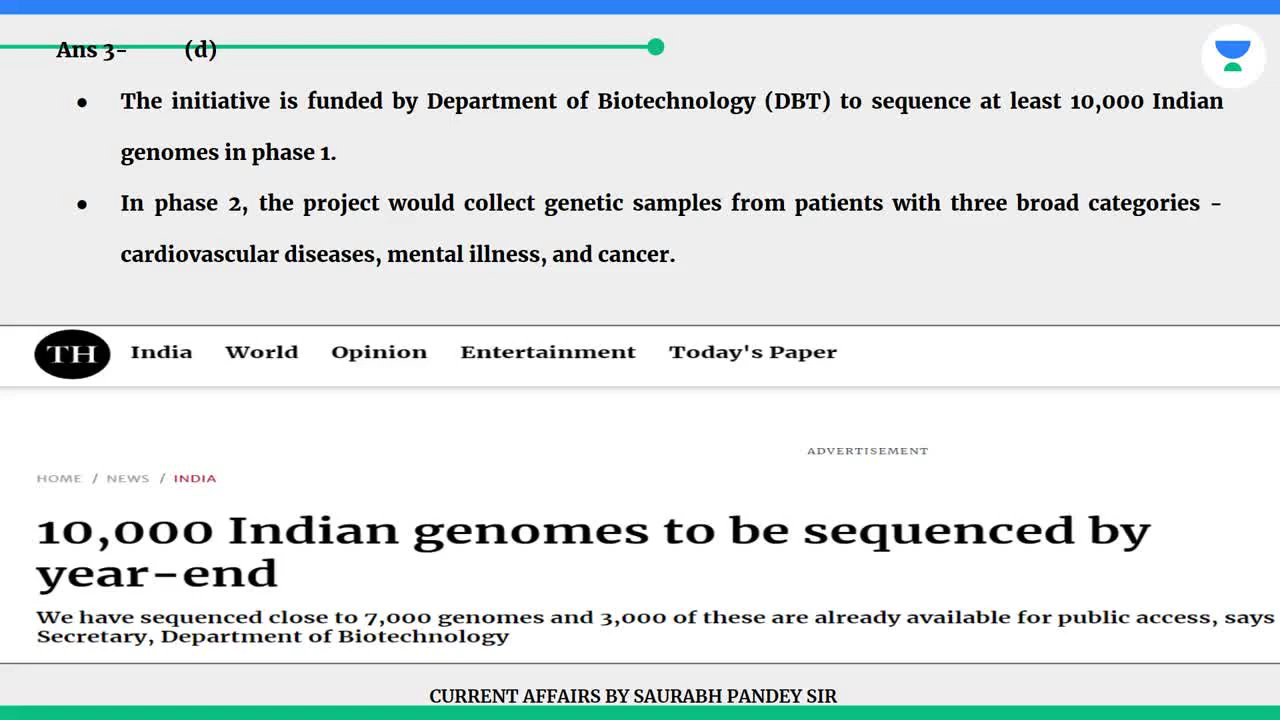 Ans 3- (d)
● The initiative is funded by Department of Biotechnology (DBT) to sequence at least 10,000 Indian
genomes in phase 1.
● In phase 2, the project would collect genetic samples from patients with three broad categories -
cardiovascular diseases, mental illness, and cancer.
TH India World Opinion Entertainment Today's Paper
ADVERTISEMENT
HOME / NEWS / INDIA
10,000 Indian genomes to be sequenced by
year-end
We have sequenced close to 7,000 genomes and 3,000 of these are already available for public access, says
Secretary, Department of Biotechnology
CURRENT AFFAIRS BY SAURABH PANDEY SIR